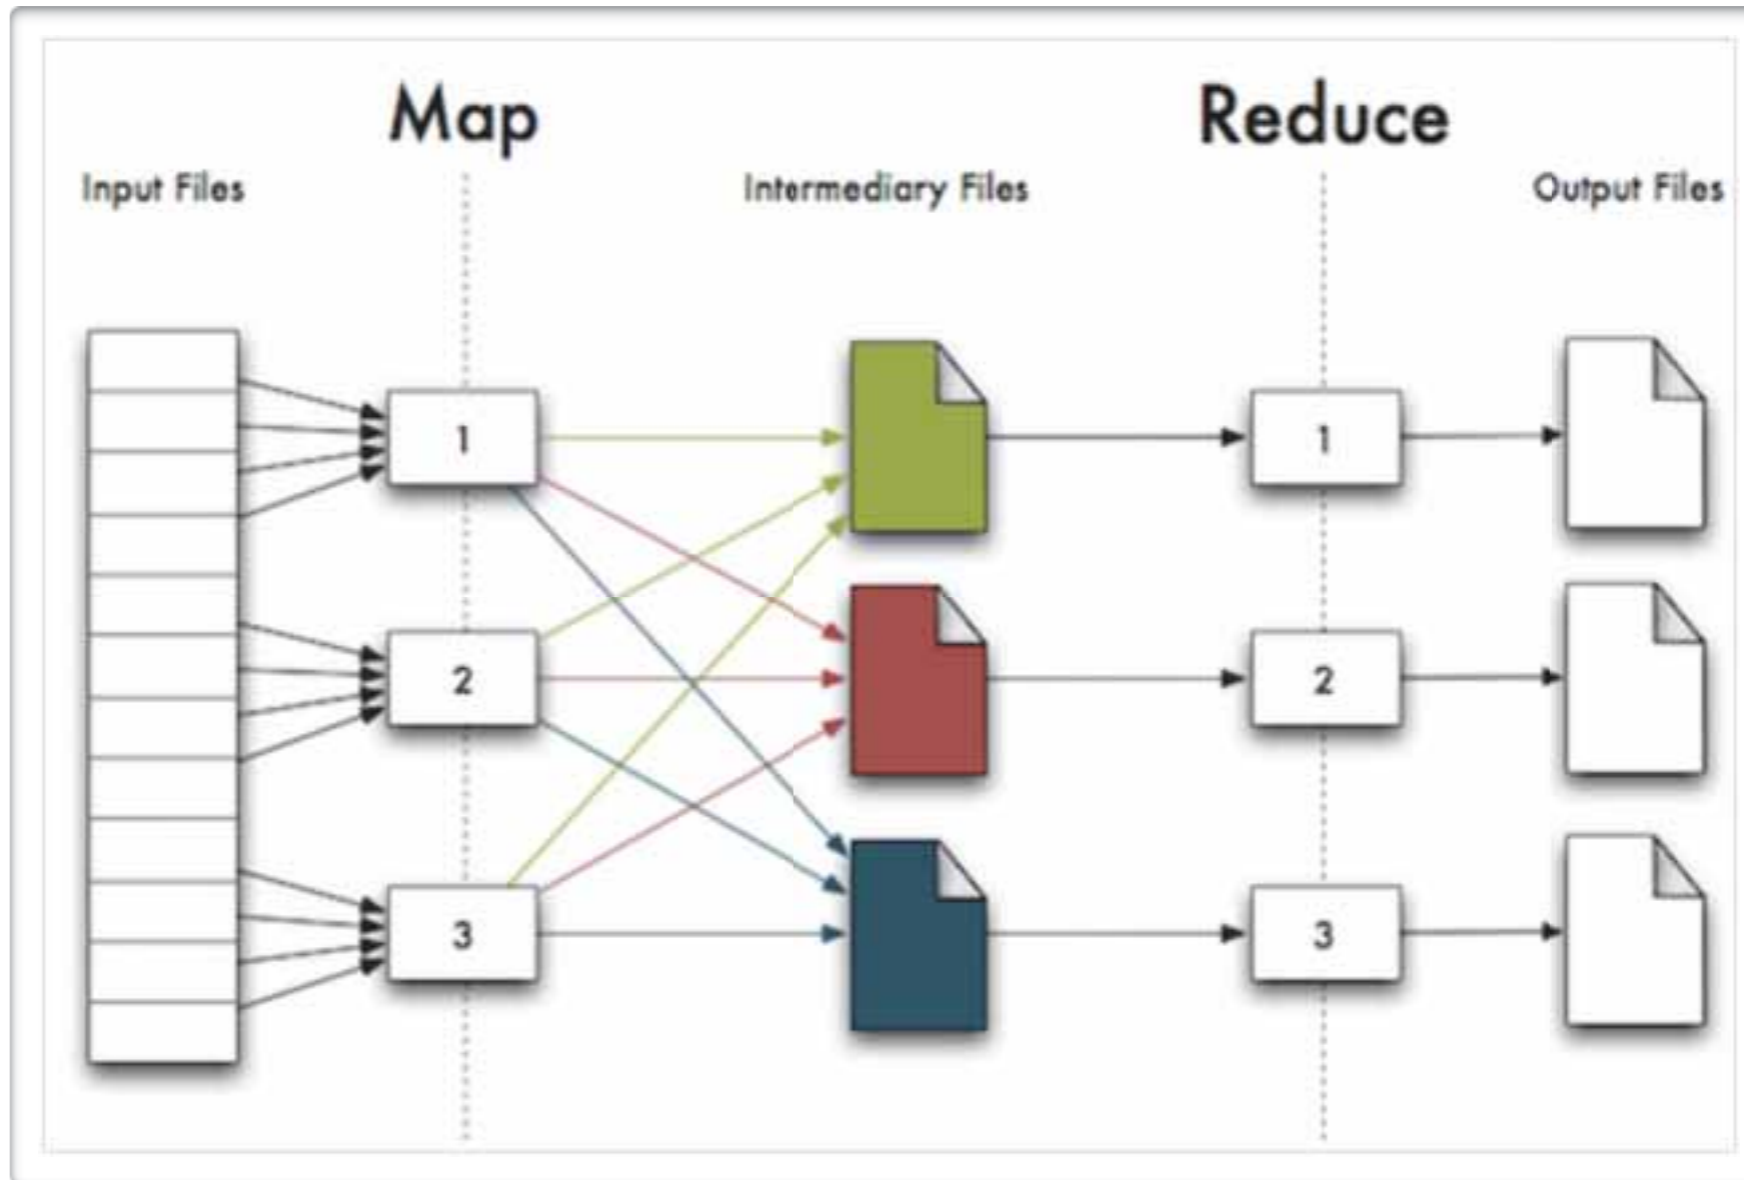 Map
Reduce
Input Files
Intermediary Files
Output Files
1
1
2
2
3
3